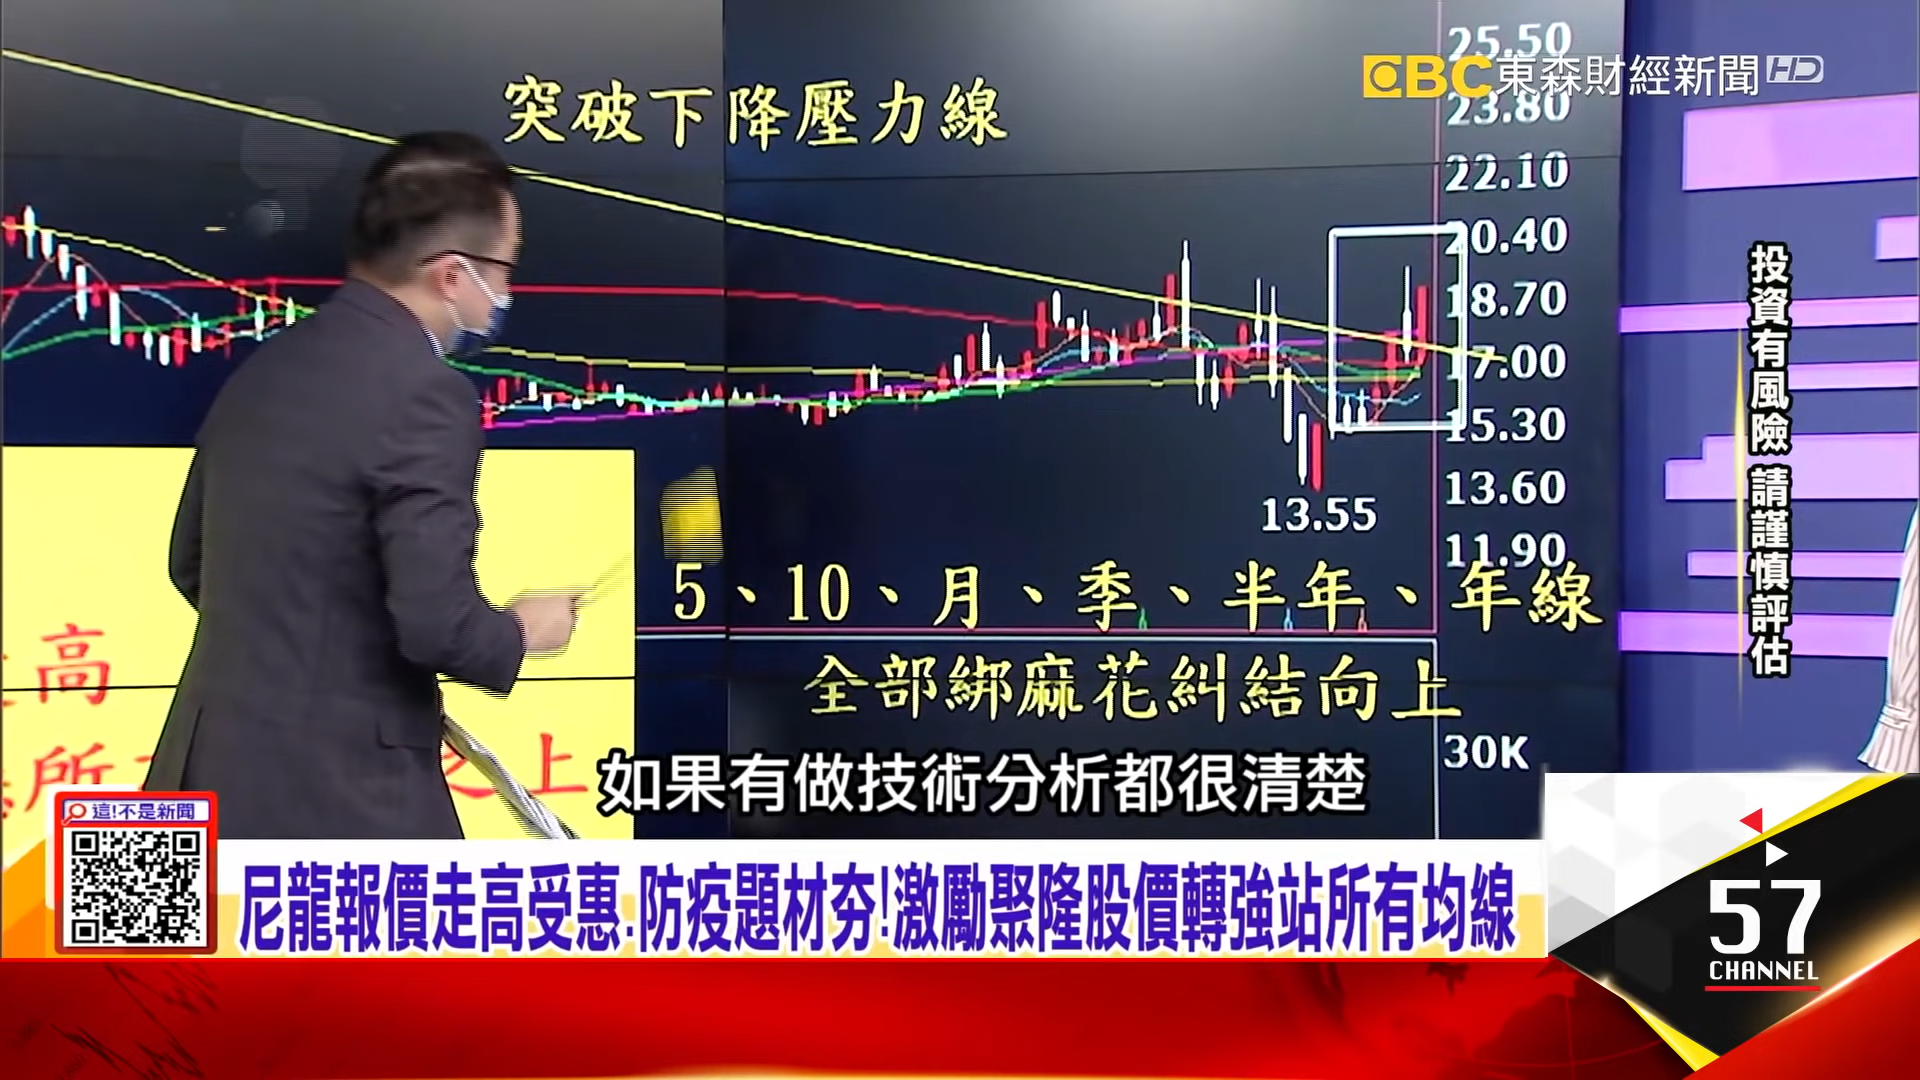 突破下降壓力線
25.50
EBC東森財經新聞HD
23.80
22.10
20.40
18.70
17.00
15.30
13.60
13.55
11.90
5、10、月、季、半年、年線
全部綁麻花糾結向上
30K
投資有風險 請謹慎評估
高
所
上
如果有做技術分析都很清楚
這!不是新聞
尼龍報價走高受惠.防疫題材夯!激勵聚隆股價轉強站所有均線
57
CHANNEL